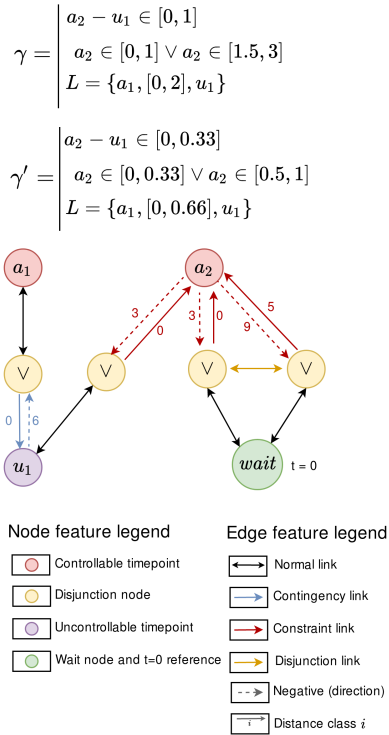 γ =
a₂ − u₁ ∈ [0, 1]
a₂ ∈ [0, 1] ∨ a₂ ∈ [1.5, 3]
L = {a₁, [0, 2], u₁}
γ′ =
a₂ − u₁ ∈ [0, 0.33]
a₂ ∈ [0, 0.33] ∨ a₂ ∈ [0.5, 1]
L = {a₁, [0, 0.66], u₁}
a₁ a₂
3 0 3 0 9 5
∨ ∨ ∨ ∨
0 6
u₁ wait t = 0
Node feature legend
Controllable timepoint
Disjunction node
Uncontrollable timepoint
Wait node and t=0 reference
Edge feature legend
Normal link
Contingency link
Constraint link
Disjunction link
Negative (direction)
i Distance class i